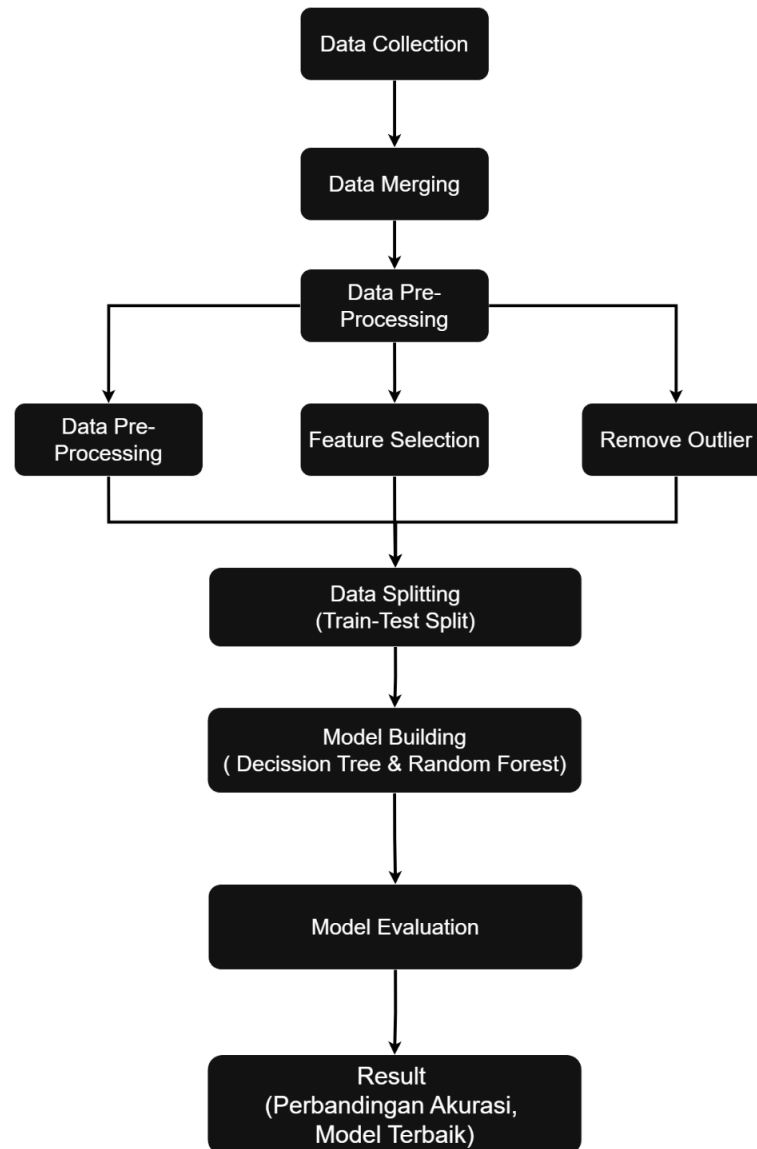 Data Collection
Data Merging
Data Pre-
Processing
Data Pre-
Processing
Feature Selection
Remove Outlier
Data Splitting
(Train-Test Split)
Model Building
( Decission Tree & Random Forest)
Model Evaluation
Result
(Perbandingan Akurasi,
Model Terbaik)